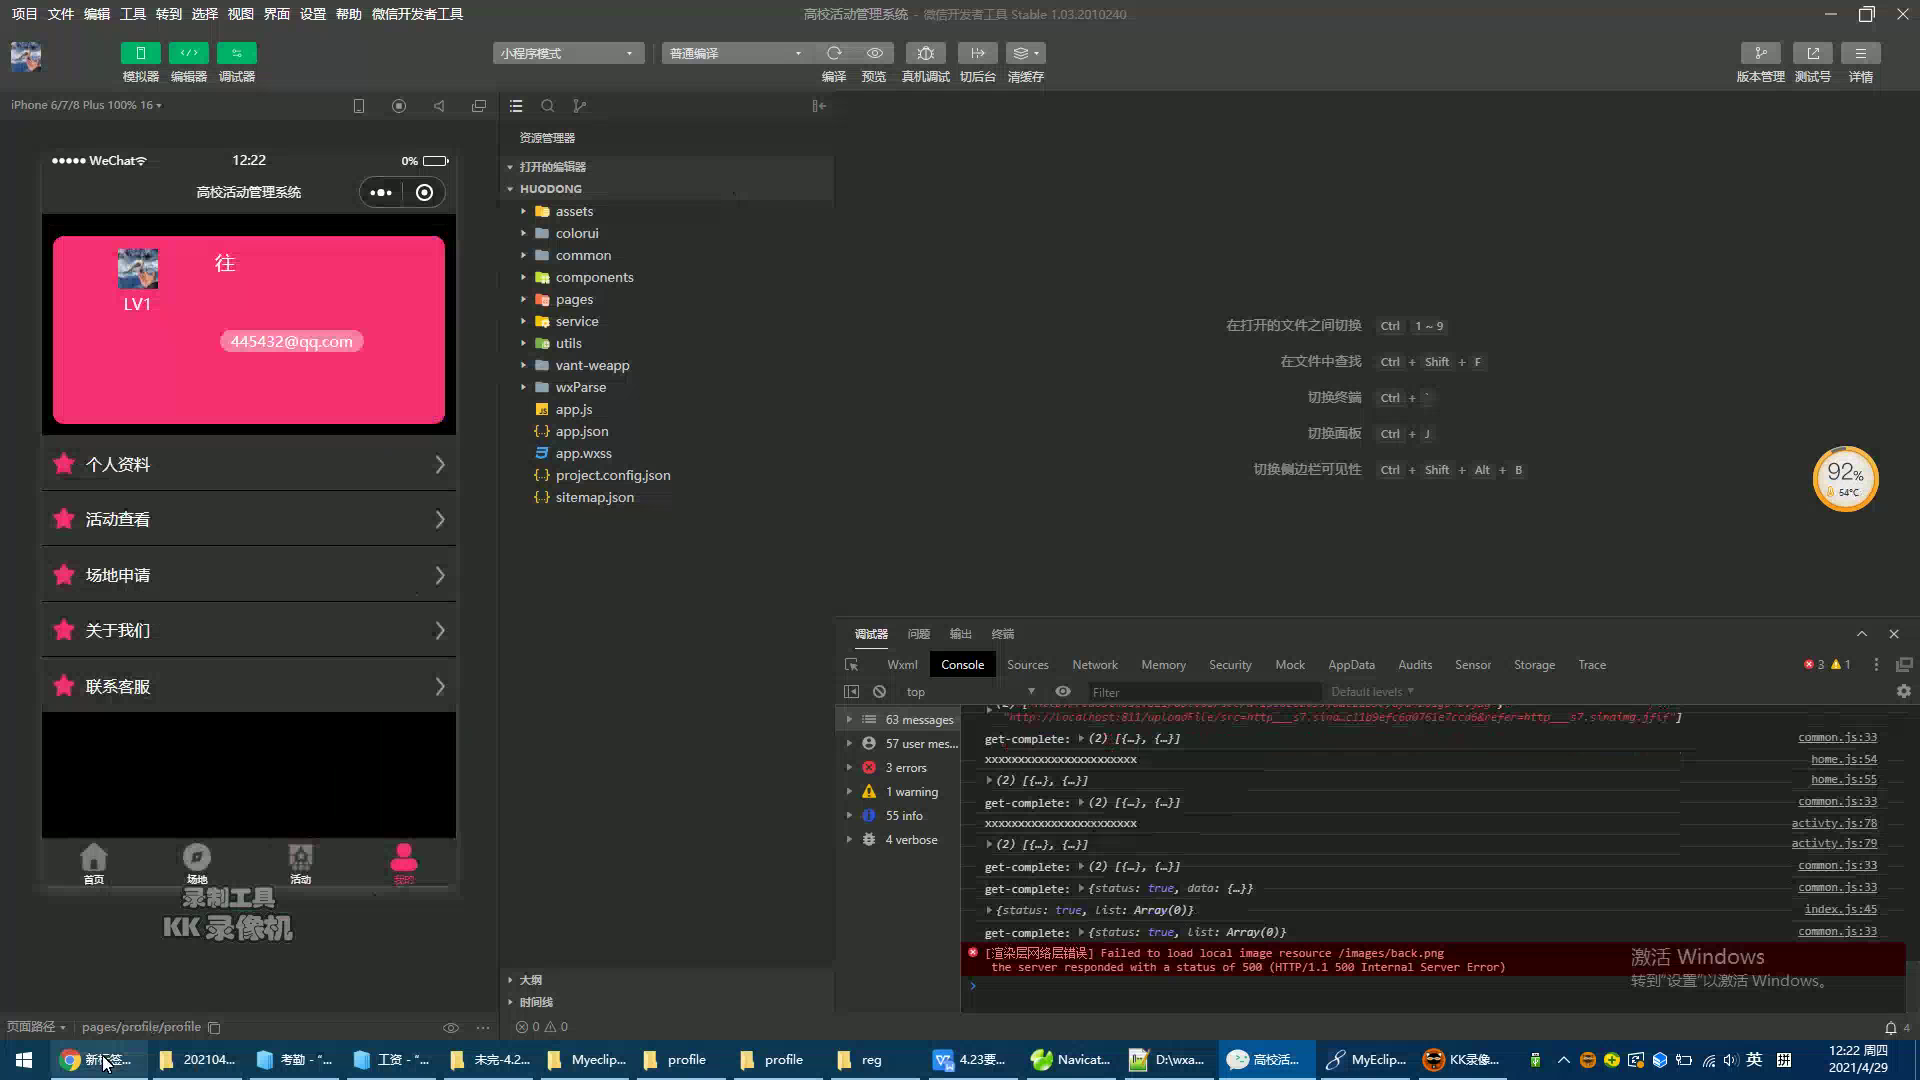 项目 文件 编辑 工具 转到 选择 视图 界面 设置 帮助 微信开发者工具
高校活动管理系统 - 微信开发者工具 Stable 1.03.2010240
小程序模式
普通编译
模拟器 编辑器 调试器
编译 预览 真机调试 切后台 清缓存
版本管理 测试号 详情
iPhone 6/7/8 Plus 100% 16
资源管理器
打开的编辑器
HUODONG
assets
colorui
common
components
pages
service
utils
vant-weapp
wxParse
app.js
app.json
app.wxss
project.config.json
sitemap.json
大纲
时间线
WeChat
12:22
0%
高校活动管理系统
往
LV1
445432@qq.com
个人资料
活动查看
场地申请
关于我们
联系客服
首页 场地 活动 我的
录制工具
KK 录像机
在打开的文件之间切换 Ctrl 1 ~ 9
在文件中查找 Ctrl + Shift + F
切换终端 Ctrl + `
切换面板 Ctrl + J
切换侧边栏可见性 Ctrl + Shift + Alt + B
92%
54°C
调试器 问题 输出 终端
Wxml Console Sources Network Memory Security Mock AppData Audits Sensor Storage Trace
3 1
top
Filter
Default levels
63 messages
57 user mes...
3 errors
1 warning
55 info
4 verbose
"http://localhost:811/uploadFile/src=http___s7.sina…c11b9efc6d0761e7ccd6&refer=http___s7.sinaimg.jfif"]
get-complete: (2) [{…}, {…}] common.js:33
xxxxxxxxxxxxxxxxxxxxxxx home.js:54
(2) [{…}, {…}] home.js:55
get-complete: (2) [{…}, {…}] common.js:33
xxxxxxxxxxxxxxxxxxxxxxx activty.js:78
(2) [{…}, {…}] activty.js:79
get-complete: (2) [{…}, {…}] common.js:33
get-complete: {status: true, data: {…}} common.js:33
{status: true, list: Array(0)} index.js:45
get-complete: {status: true, list: Array(0)} common.js:33
[渲染层网络层错误] Failed to load local image resource /images/back.png
the server responded with a status of 500 (HTTP/1.1 500 Internal Server Error)
激活 Windows
转到"设置"以激活 Windows。
页面路径 pages/profile/profile
0 0
4
202104... 考勤 - "... 工资 - "... 未完-4.2... Myeclip... profile profile reg 4.23要... Navicat... D:\wxa... 高校活... MyEclip... KK录像...
英
12:22 周四
2021/4/29